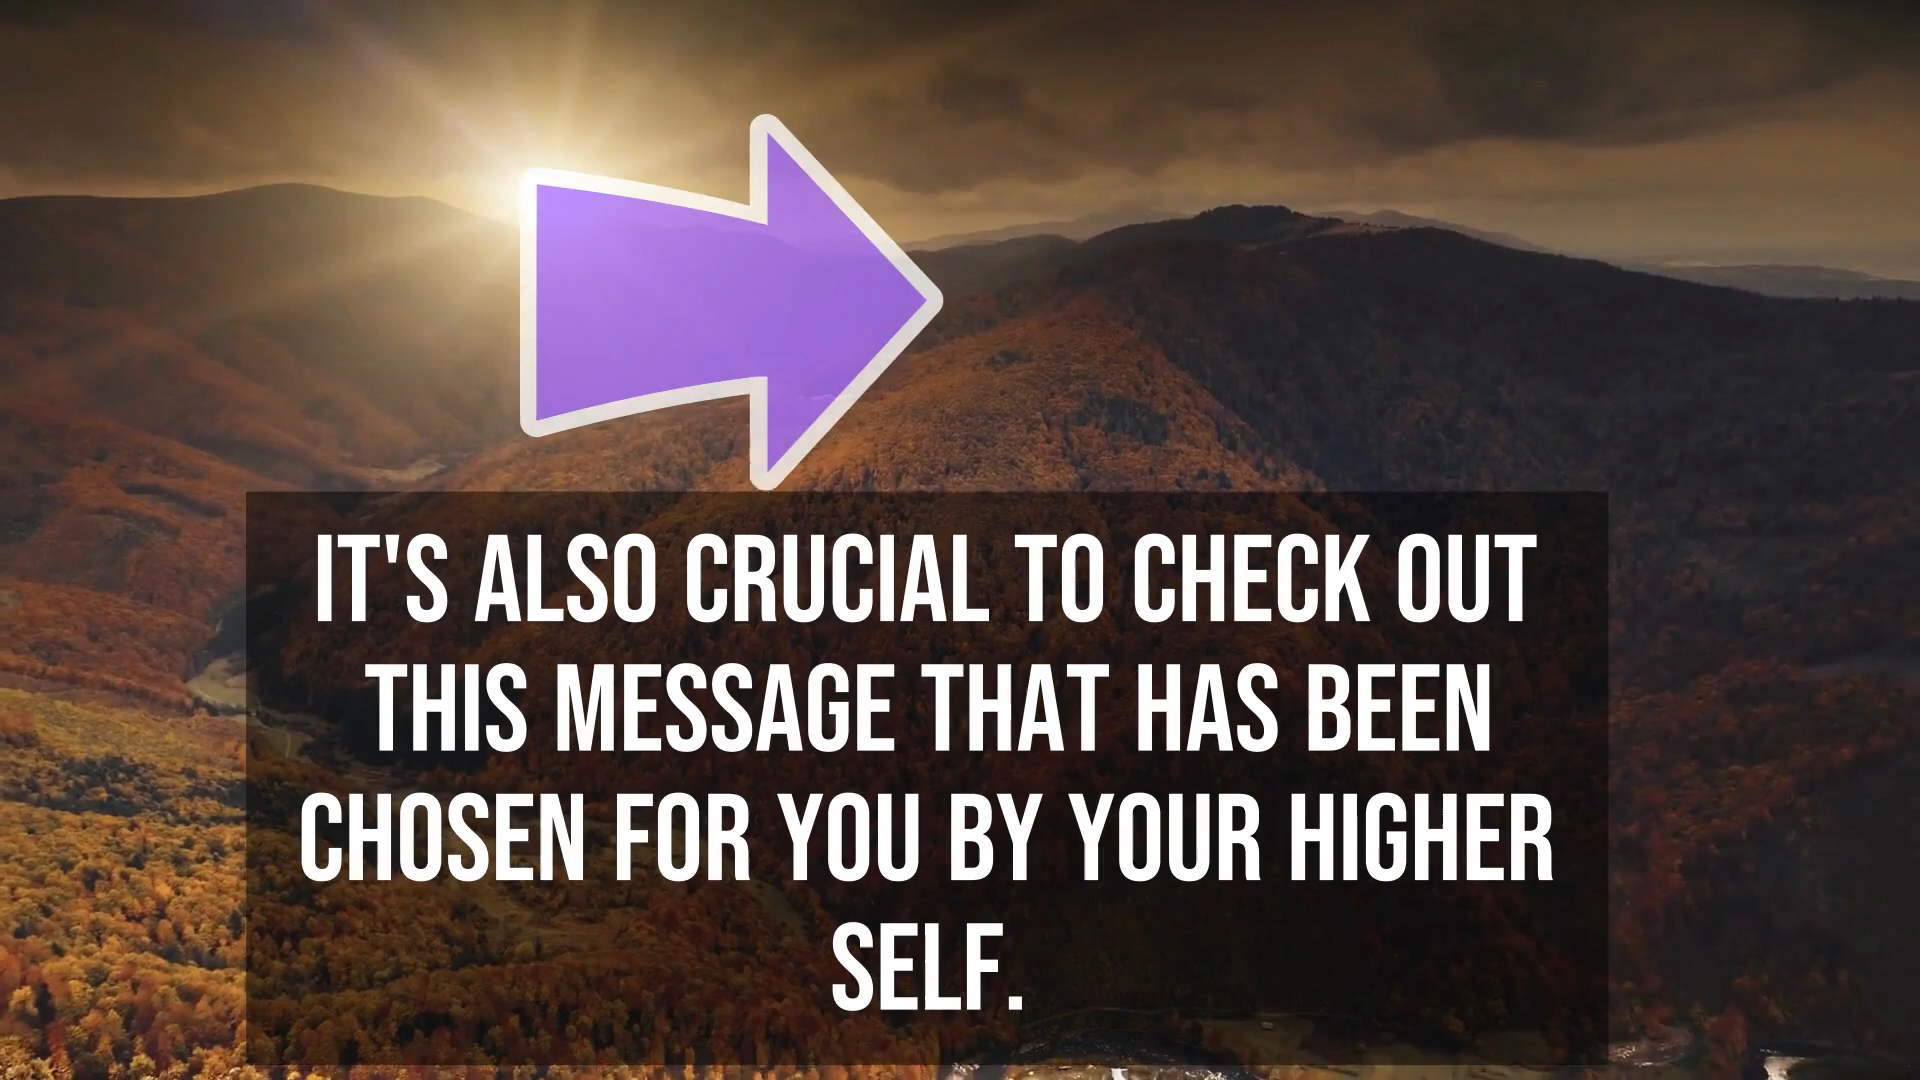 IT'S ALSO CRUCIAL TO CHECK OUT
THIS MESSAGE THAT HAS BEEN
CHOSEN FOR YOU BY YOUR HIGHER
SELF.